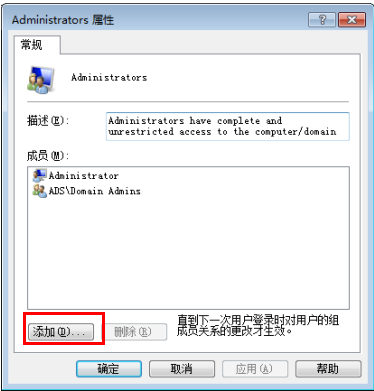 Administrators 属性
常规
Administrators
描述(E):
Administrators have complete and
unrestricted access to the computer/domain
成员(M):
Administrator
ADS\Domain Admins
添加(D)...
删除(R)
直到下一次用户登录时对用户的组
成员关系的更改才生效。
确定
取消
应用(A)
帮助